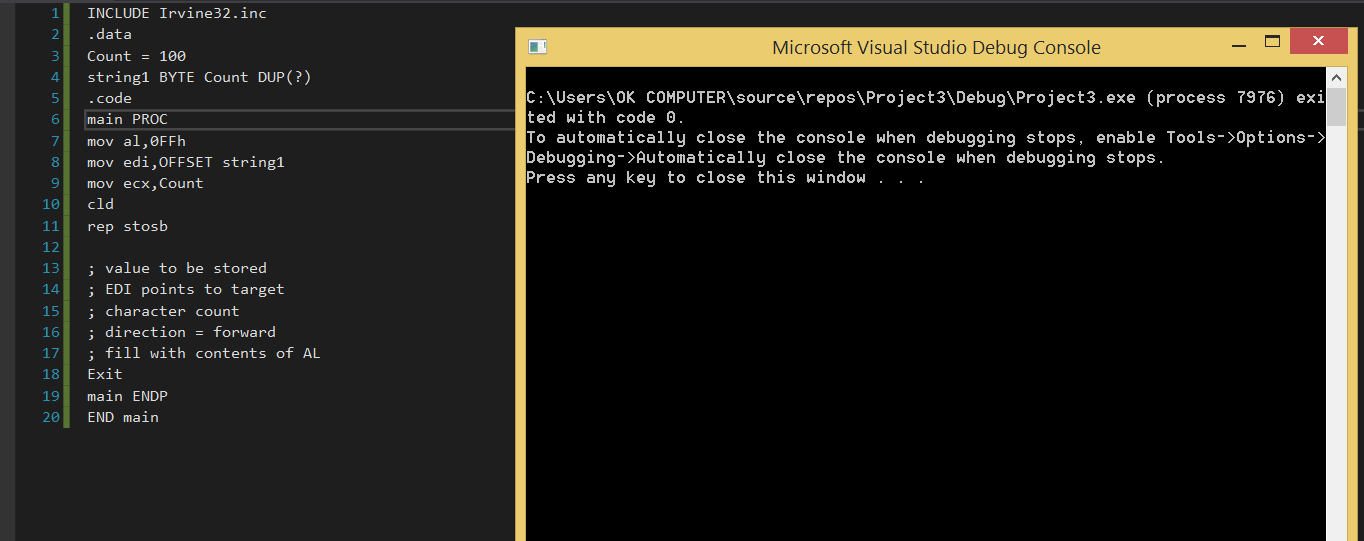 1 INCLUDE Irvine32.inc
2 .data
3 Count = 100
4 string1 BYTE Count DUP(?)
5 .code
6 main PROC
7 mov al,0FFh
8 mov edi,OFFSET string1
9 mov ecx,Count
10 cld
11 rep stosb
12
13 ; value to be stored
14 ; EDI points to target
15 ; character count
16 ; direction = forward
17 ; fill with contents of AL
18 Exit
19 main ENDP
20 END main
Microsoft Visual Studio Debug Console
C:\Users\OK COMPUTER\source\repos\Project3\Debug\Project3.exe (process 7976) exi
ted with code 0.
To automatically close the console when debugging stops, enable Tools->Options->
Debugging->Automatically close the console when debugging stops.
Press any key to close this window . . .